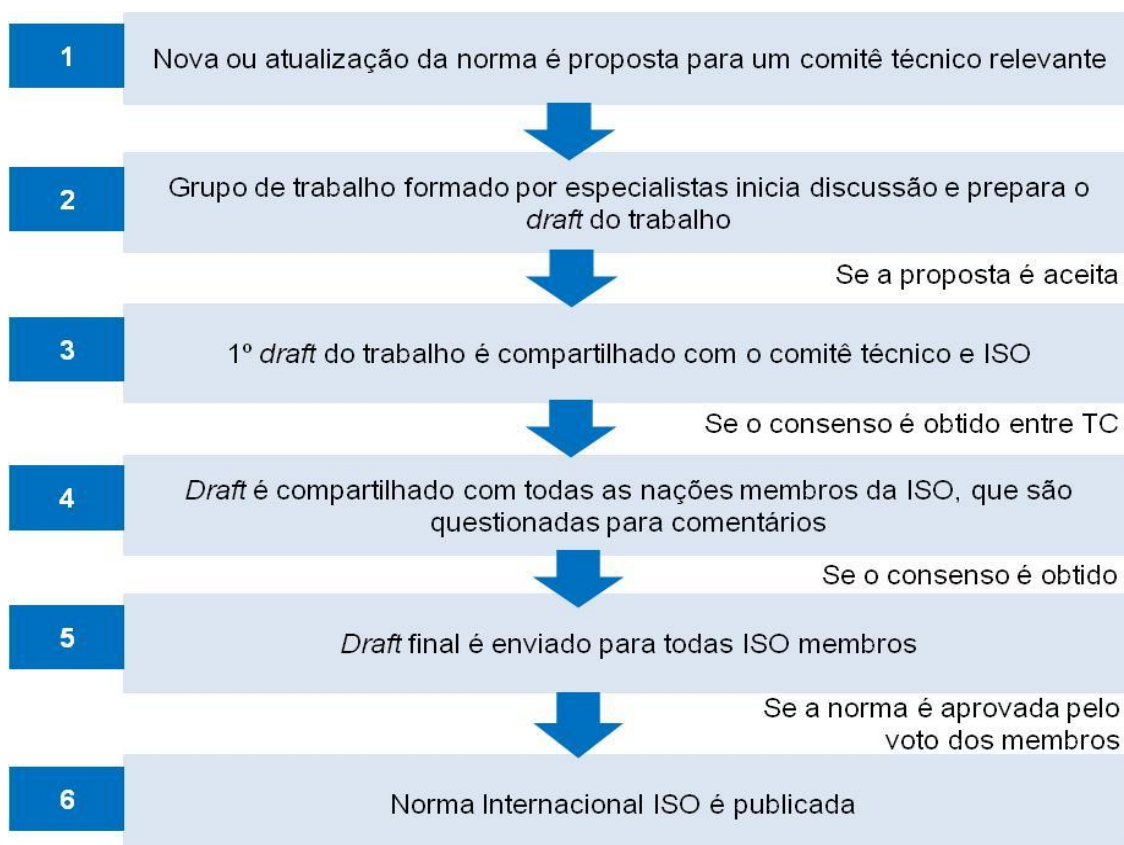 1
Nova ou atualização da norma é proposta para um comitê técnico relevante
2
Grupo de trabalho formado por especialistas inicia discussão e prepara o
draft do trabalho
Se a proposta é aceita
3
1º draft do trabalho é compartilhado com o comitê técnico e ISO
Se o consenso é obtido entre TC
4
Draft é compartilhado com todas as nações membros da ISO, que são
questionadas para comentários
Se o consenso é obtido
5
Draft final é enviado para todas ISO membros
Se a norma é aprovada pelo
voto dos membros
6
Norma Internacional ISO é publicada